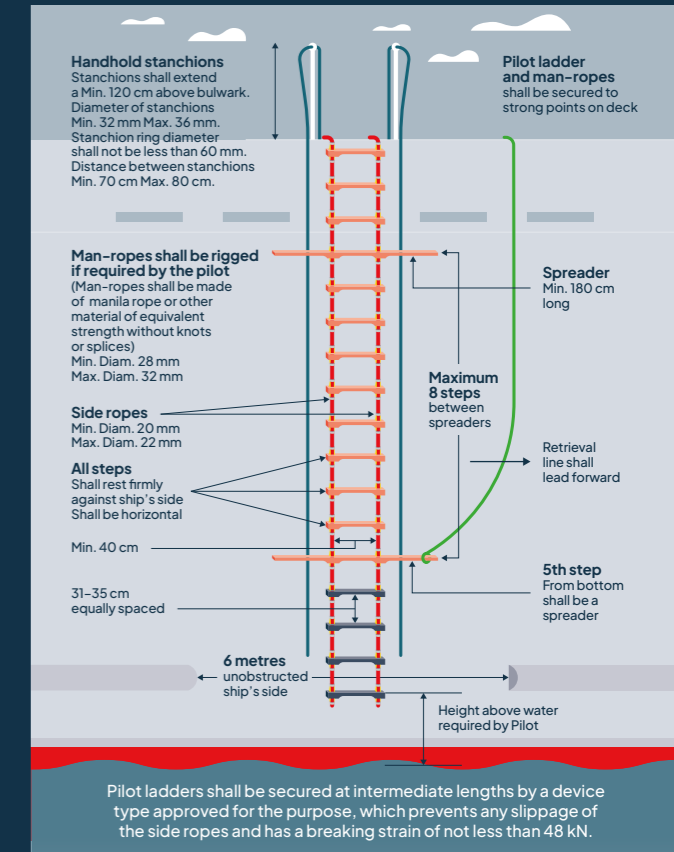 Handhold stanchions
Stanchions shall extend
a Min. 120 cm above bulwark.
Diameter of stanchions
Min. 32 mm Max. 36 mm.
Stanchion ring diameter
shall not be less than 60 mm.
Distance between stanchions
Min. 70 cm Max. 80 cm.
Pilot ladder
and man-ropes
shall be secured to
strong points on deck
Man-ropes shall be rigged
if required by the pilot
(Man-ropes shall be made
of manila rope or other
material of equivalent
strength without knots
or splices)
Min. Diam. 28 mm
Max. Diam. 32 mm
Spreader
Min. 180 cm
long
Maximum
8 steps
between
spreaders
Side ropes
Min. Diam. 20 mm
Max. Diam. 22 mm
Retrieval
line shall
lead forward
All steps
Shall rest firmly
against ship's side
Shall be horizontal
Min. 40 cm
5th step
From bottom
shall be a
spreader
31–35 cm
equally spaced
6 metres
unobstructed
ship's side
Height above water
required by Pilot
Pilot ladders shall be secured at intermediate lengths by a device
type approved for the purpose, which prevents any slippage of
the side ropes and has a breaking strain of not less than 48 kN.